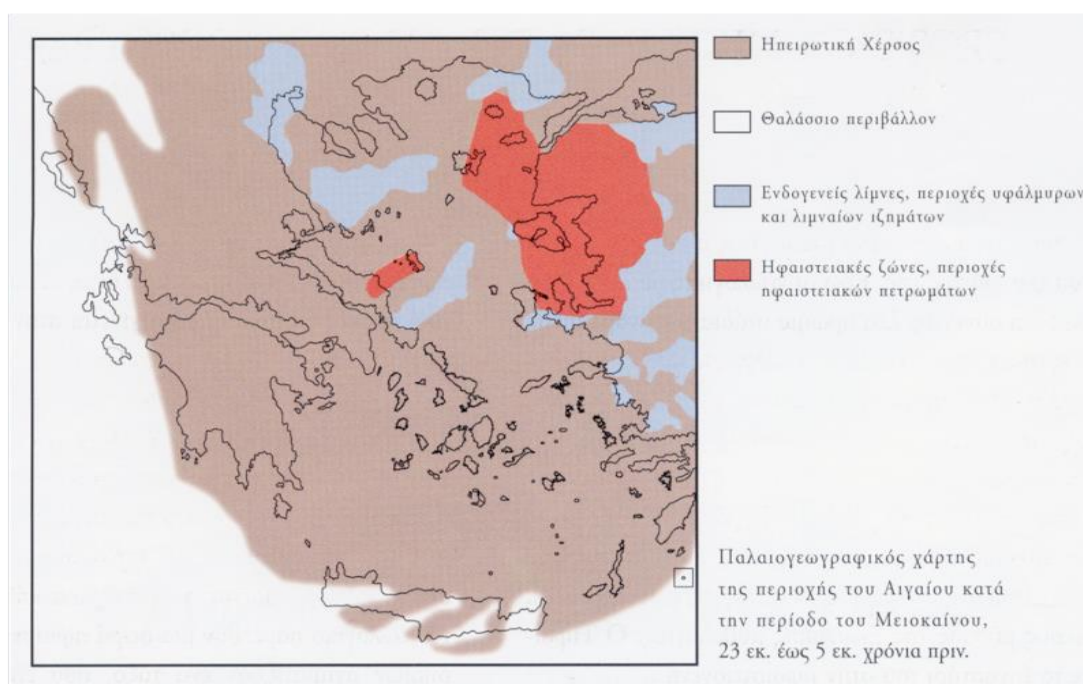 Ηπειρωτική Χέρσος
Θαλάσσιο περιβάλλον
Ενδογενείς λίμνες, περιοχές υφάλμυρων
και λιμναίων ιζημάτων
Ηφαιστειακές ζώνες, περιοχές
ηφαιστειακών πετρωμάτων
Παλαιογεωγραφικός χάρτης
της περιοχής του Αιγαίου κατά
την περίοδο του Μειοκαίνου,
23 εκ. έως 5 εκ. χρόνια πριν.